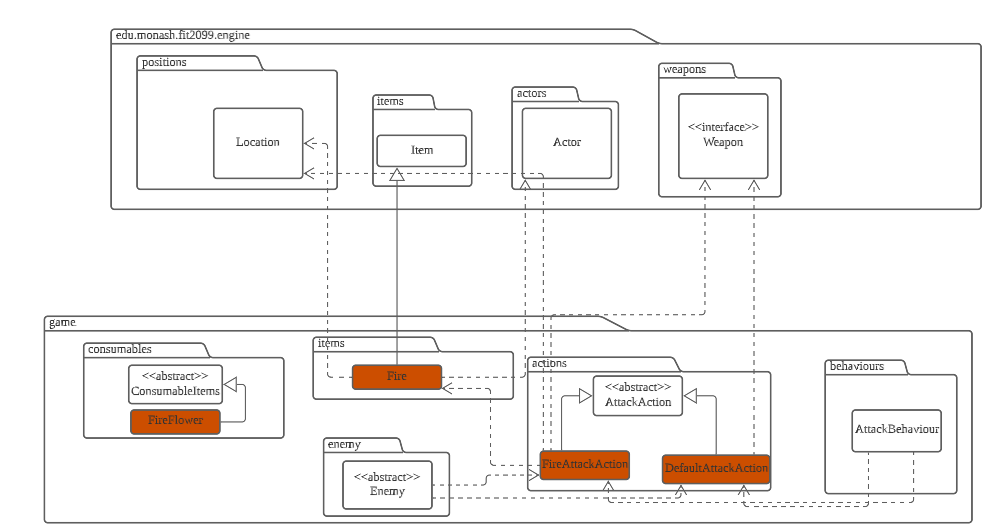 edu.monash.fit2099.engine
positions
Location
items
Item
actors
Actor
weapons
<<interface>>
Weapon
game
consumables
<<abstract>>
ConsumableItems
FireFlower
items
Fire
enemy
<<abstract>>
Enemy
actions
<<abstract>>
AttackAction
FireAttackAction
DefaultAttackAction
behaviours
AttackBehaviour